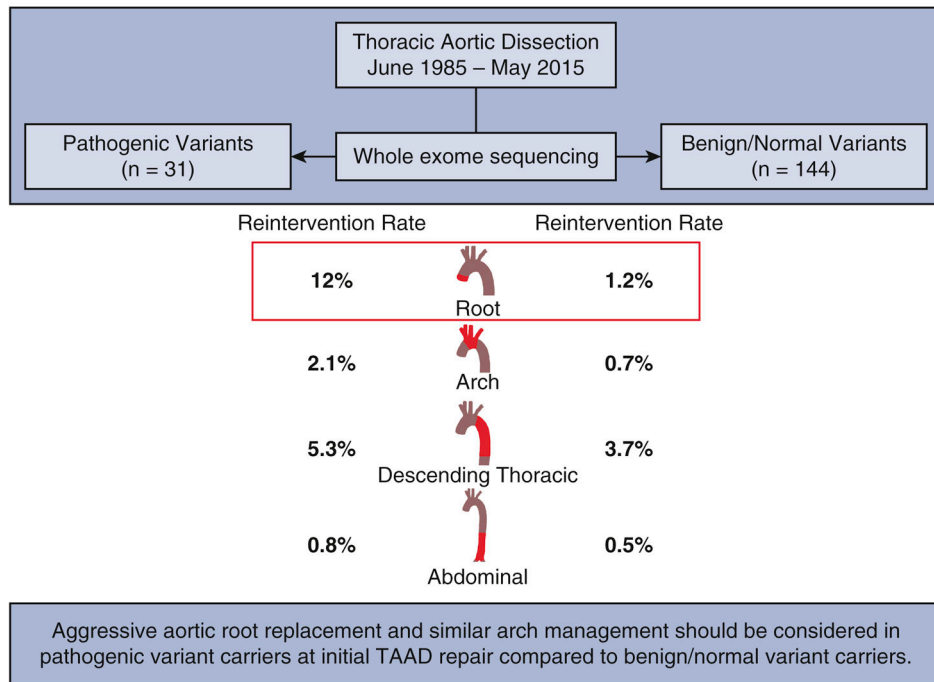 Thoracic Aortic Dissection
June 1985 – May 2015
Pathogenic Variants
(n = 31)
Whole exome sequencing
Benign/Normal Variants
(n = 144)
Reintervention Rate
Reintervention Rate
12%
1.2%
Root
2.1%
0.7%
Arch
5.3%
3.7%
Descending Thoracic
0.8%
0.5%
Abdominal
Aggressive aortic root replacement and similar arch management should be considered in
pathogenic variant carriers at initial TAAD repair compared to benign/normal variant carriers.